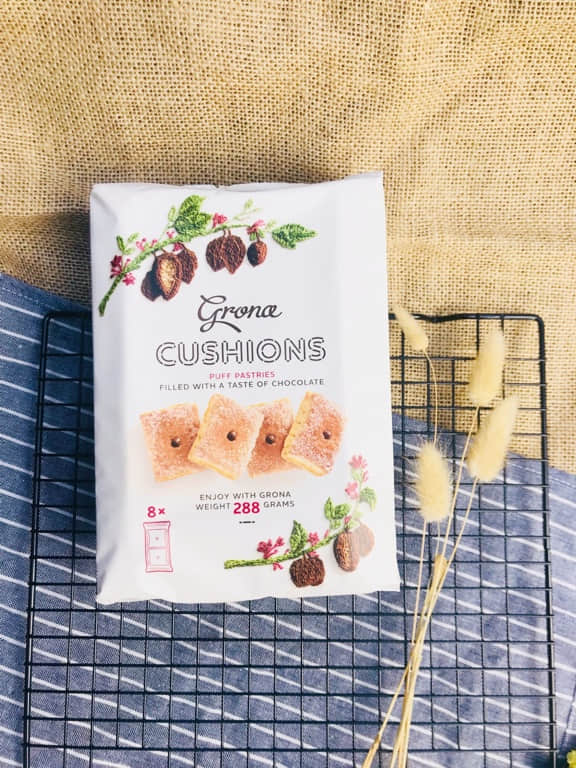 Grona
CUSHIONS
PUFF PASTRIES
FILLED WITH A TASTE OF CHOCOLATE
ENJOY WITH GRONA
WEIGHT 288 GRAMS
8×